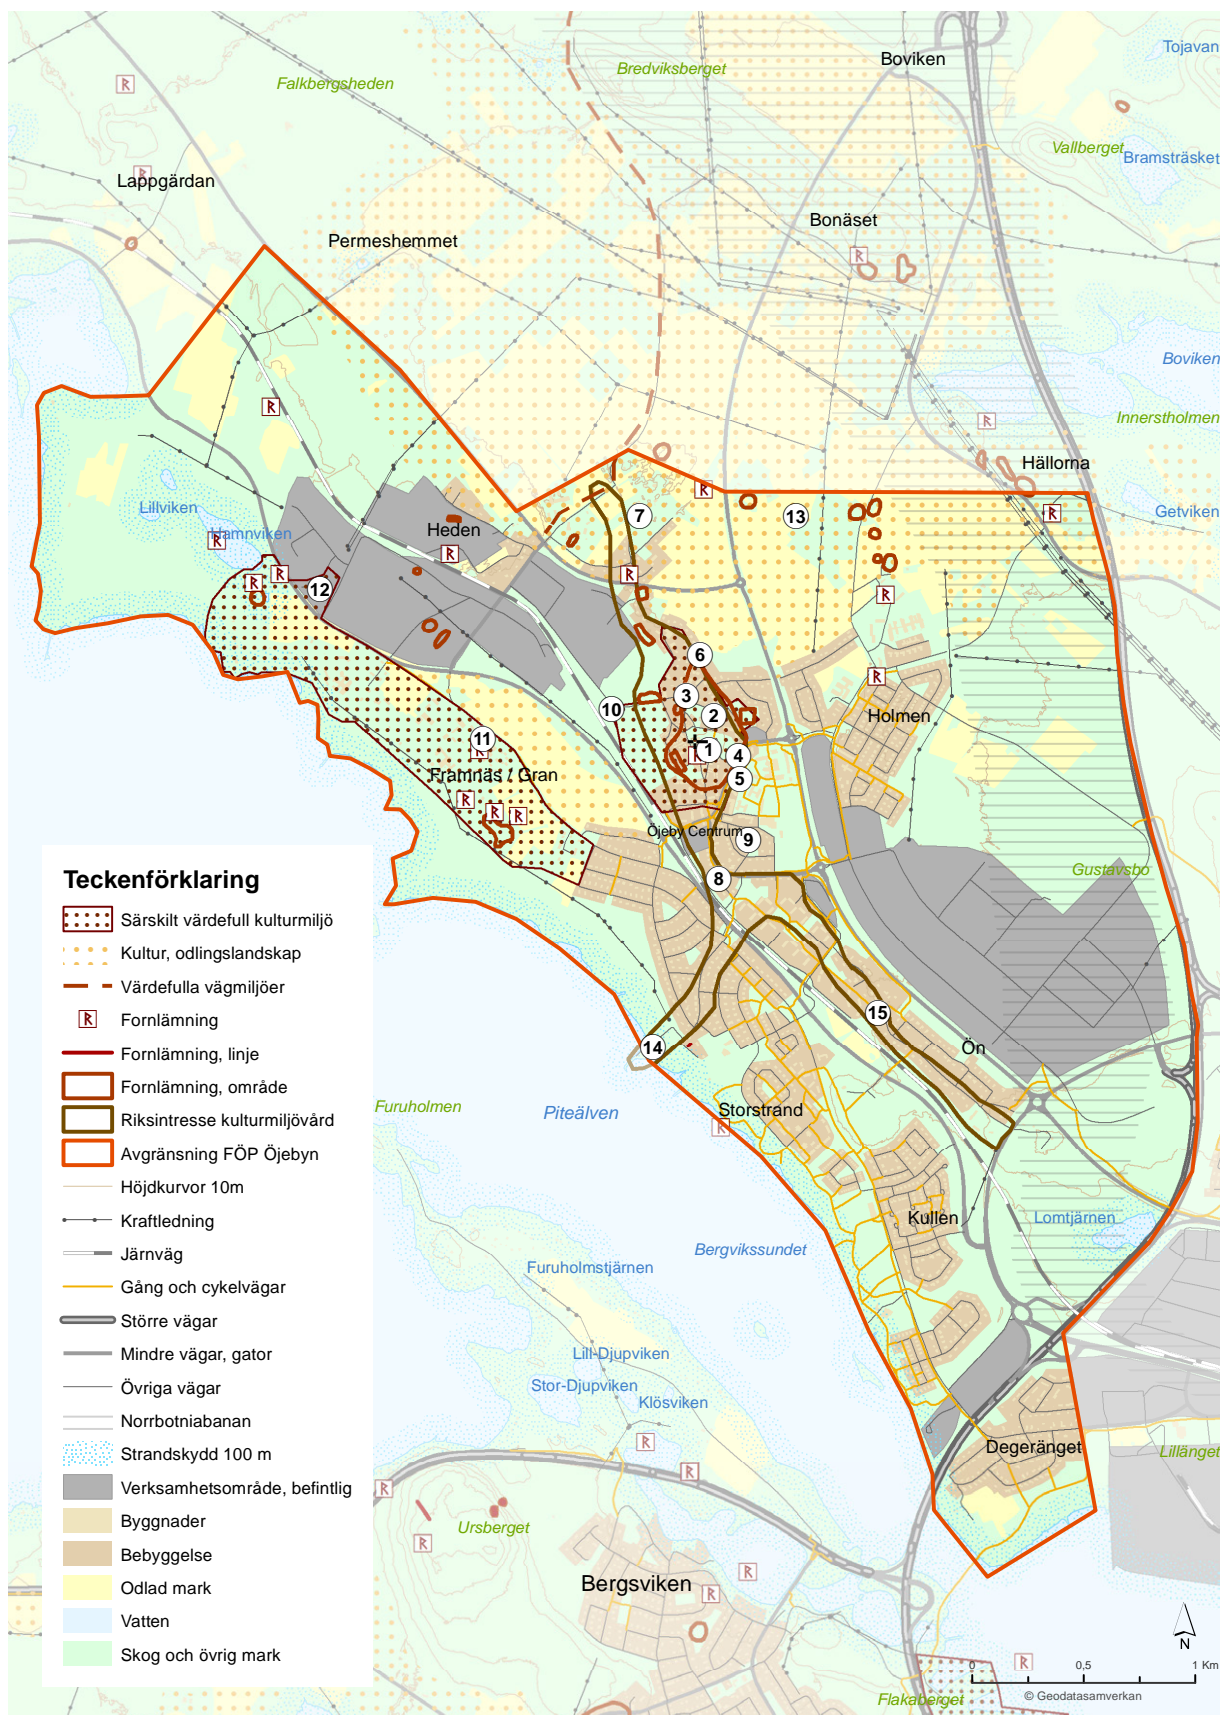 Boviken
Tojavan
Bredviksberget
Falkbergsheden
Vallberget
Bramsträsket
Lappgärdan
Bonäset
Permeshemmet
Boviken
Innerstholmen
Hällorna
Getviken
Lillviken
Hamnviken
Heden
7
13
12
6
3
2
10
1
4
5
11
Holmen
Framnäs / Gran
Öjeby Centrum
9
8
Gustavsbo
15
14
Ön
Furuholmen
Piteälven
Storstrand
Kullen
Lomtjärnen
Bergvikssundet
Furuholmstjärnen
Lill-Djupviken
Stor-Djupviken
Klösviken
Degeränget
Lillänget
Ursberget
Bergsviken
Flakaberget
N
0
0,5
1 Km
© Geodatasamverkan
Teckenförklaring
Särskilt värdefull kulturmiljö
Kultur, odlingslandskap
Värdefulla vägmiljöer
Fornlämning
Fornlämning, linje
Fornlämning, område
Riksintresse kulturmiljövård
Avgränsning FÖP Öjebyn
Höjdkurvor 10m
Kraftledning
Järnväg
Gång och cykelvägar
Större vägar
Mindre vägar, gator
Övriga vägar
Norrbotniabanan
Strandskydd 100 m
Verksamhetsområde, befintlig
Byggnader
Bebyggelse
Odlad mark
Vatten
Skog och övrig mark